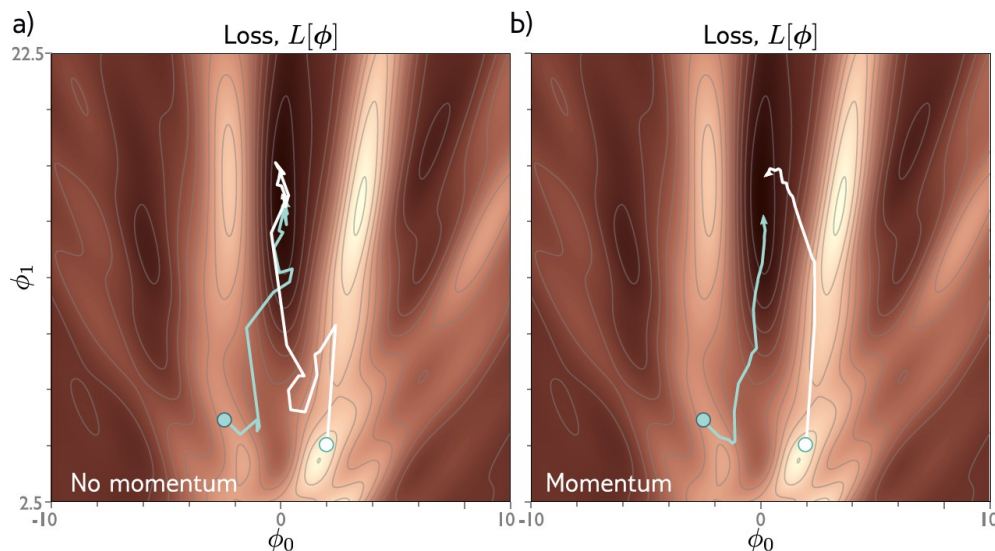 a)
Loss, L[ϕ]
22.5
ϕ₁
No momentum
2.5
-10
0
10
ϕ₀
b)
Loss, L[ϕ]
Momentum
-10
0
10
ϕ₀